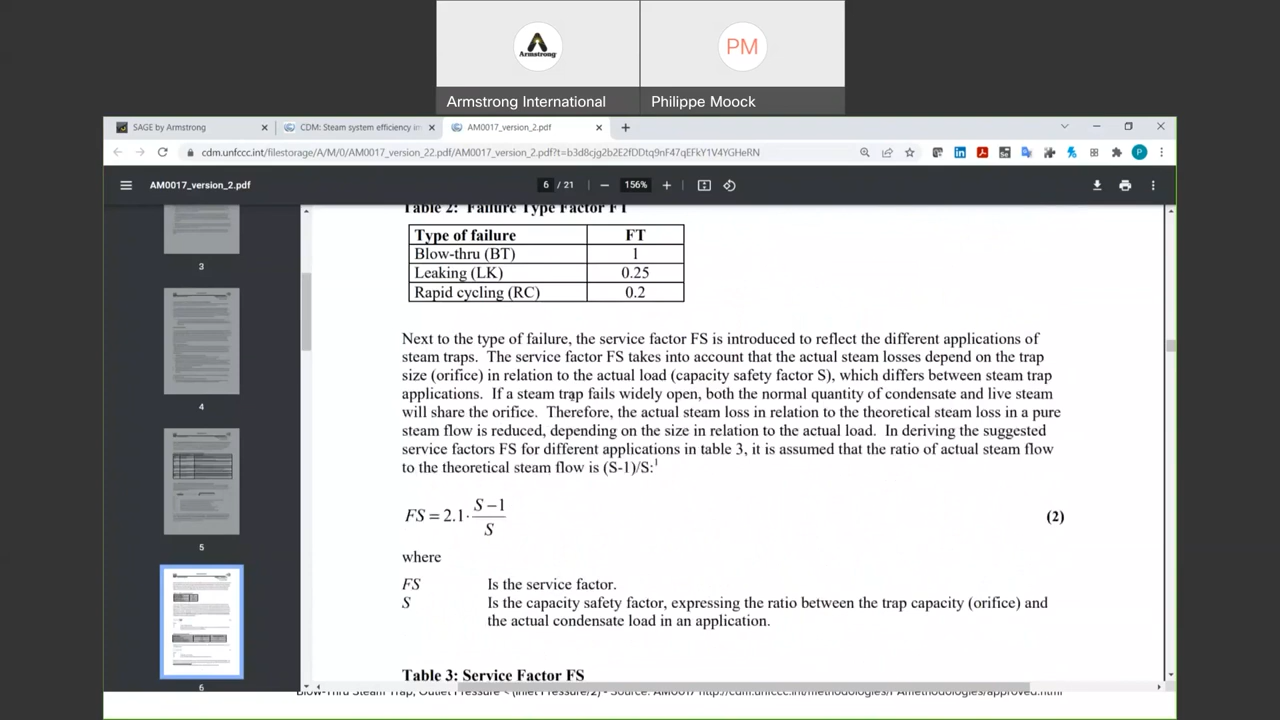 Armstrong
PM
Armstrong International
Philippe Moock
SAGE by Armstrong
CDM: Steam system efficiency im
AM0017_version_2.pdf
cdm.unfccc.int/filestorage/A/M/0/AM0017_version_22.pdf/AM0017_version_2.pdf?t=b3d8cjg2b2E2fDDtq9nF47qEFkY1V4YGHeRN
P
AM0017_version_2.pdf
6 / 21
156%
3
4
5
6
Table 2: Failure Type Factor FT
Type of failure FT
Blow-thru (BT) 1
Leaking (LK) 0.25
Rapid cycling (RC) 0.2
Next to the type of failure, the service factor FS is introduced to reflect the different applications of
steam traps. The service factor FS takes into account that the actual steam losses depend on the trap
size (orifice) in relation to the actual load (capacity safety factor S), which differs between steam trap
applications. If a steam trap fails widely open, both the normal quantity of condensate and live steam
will share the orifice. Therefore, the actual steam loss in relation to the theoretical steam loss in a pure
steam flow is reduced, depending on the size in relation to the actual load. In deriving the suggested
service factors FS for different applications in table 3, it is assumed that the ratio of actual steam flow
to the theoretical steam flow is (S-1)/S:¹
FS = 2.1 · S − 1
S
(2)
where
FS Is the service factor.
S Is the capacity safety factor, expressing the ratio between the trap capacity (orifice) and
the actual condensate load in an application.
Table 3: Service Factor FS
Blow-Thru Steam Trap, Outlet Pressure < (Inlet Pressure/2) - Source: AM0017 http://cdm.unfccc.int/methodologies/PAmethodologies/approved.html